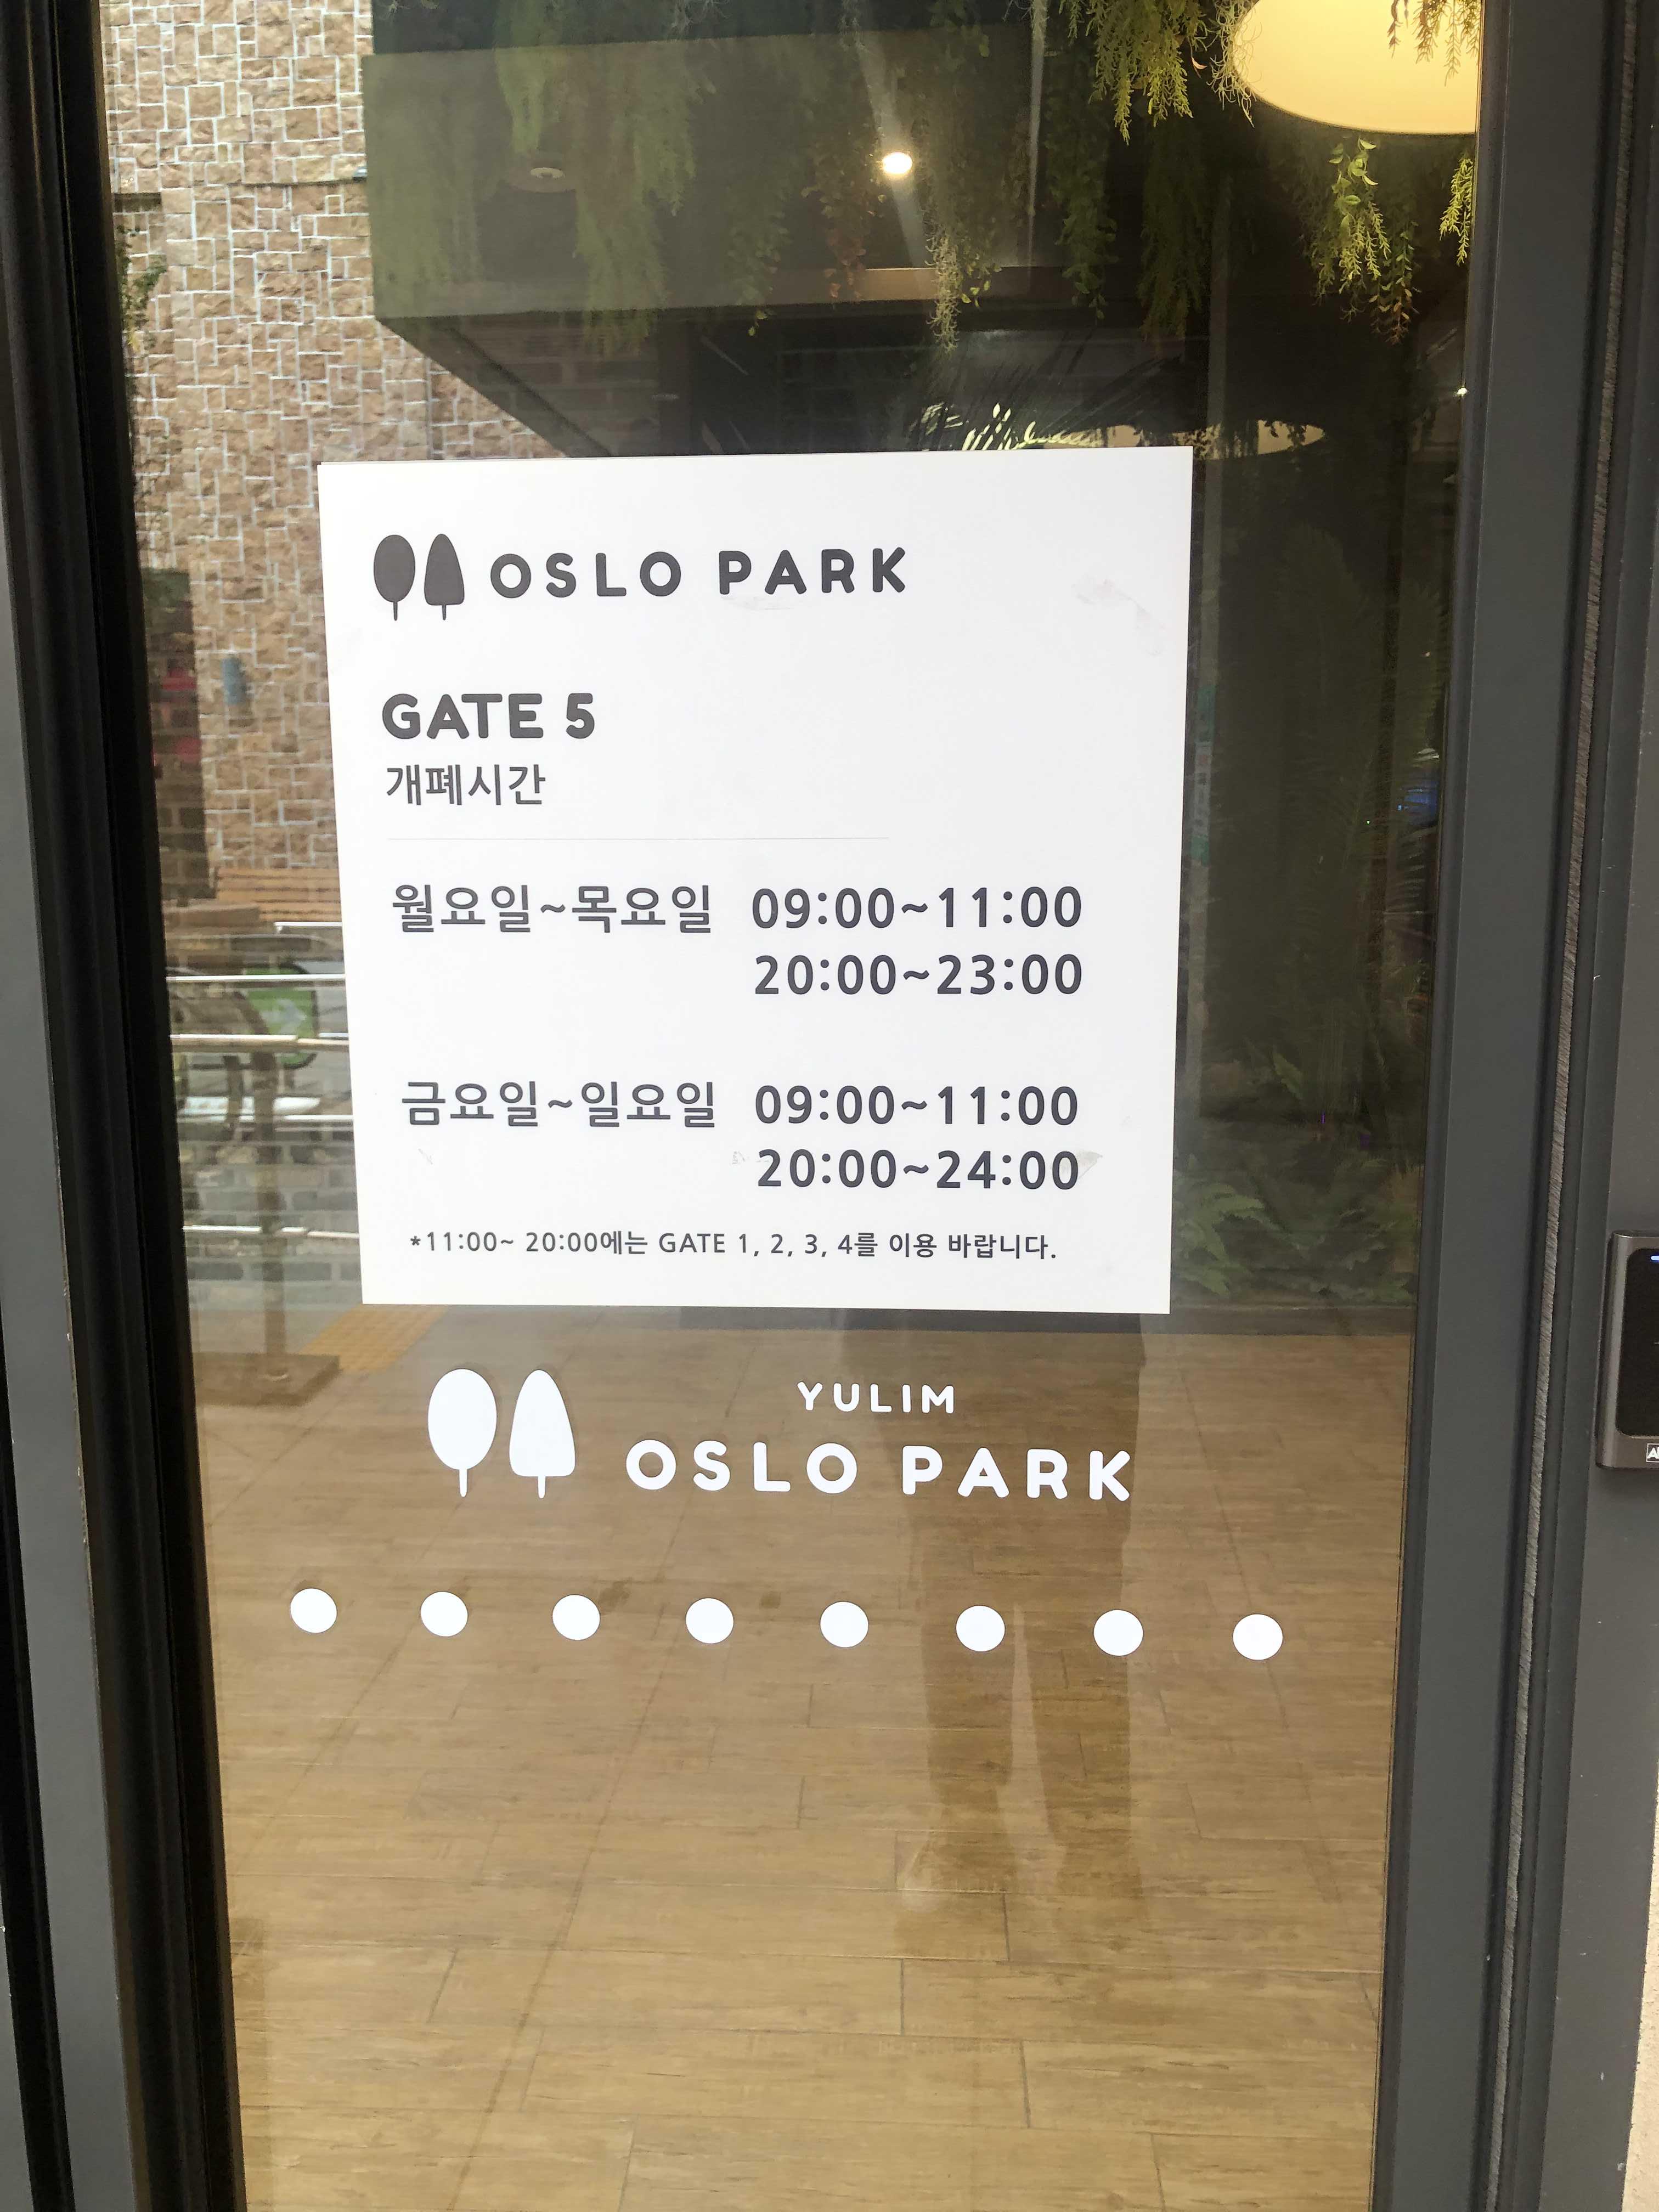 OSLO PARK
GATE 5
개폐시간
월요일~목요일 09:00~11:00
20:00~23:00
금요일~일요일 09:00~11:00
20:00~24:00
*11:00~ 20:00에는 GATE 1, 2, 3, 4를 이용 바랍니다.
YULIM
OSLO PARK